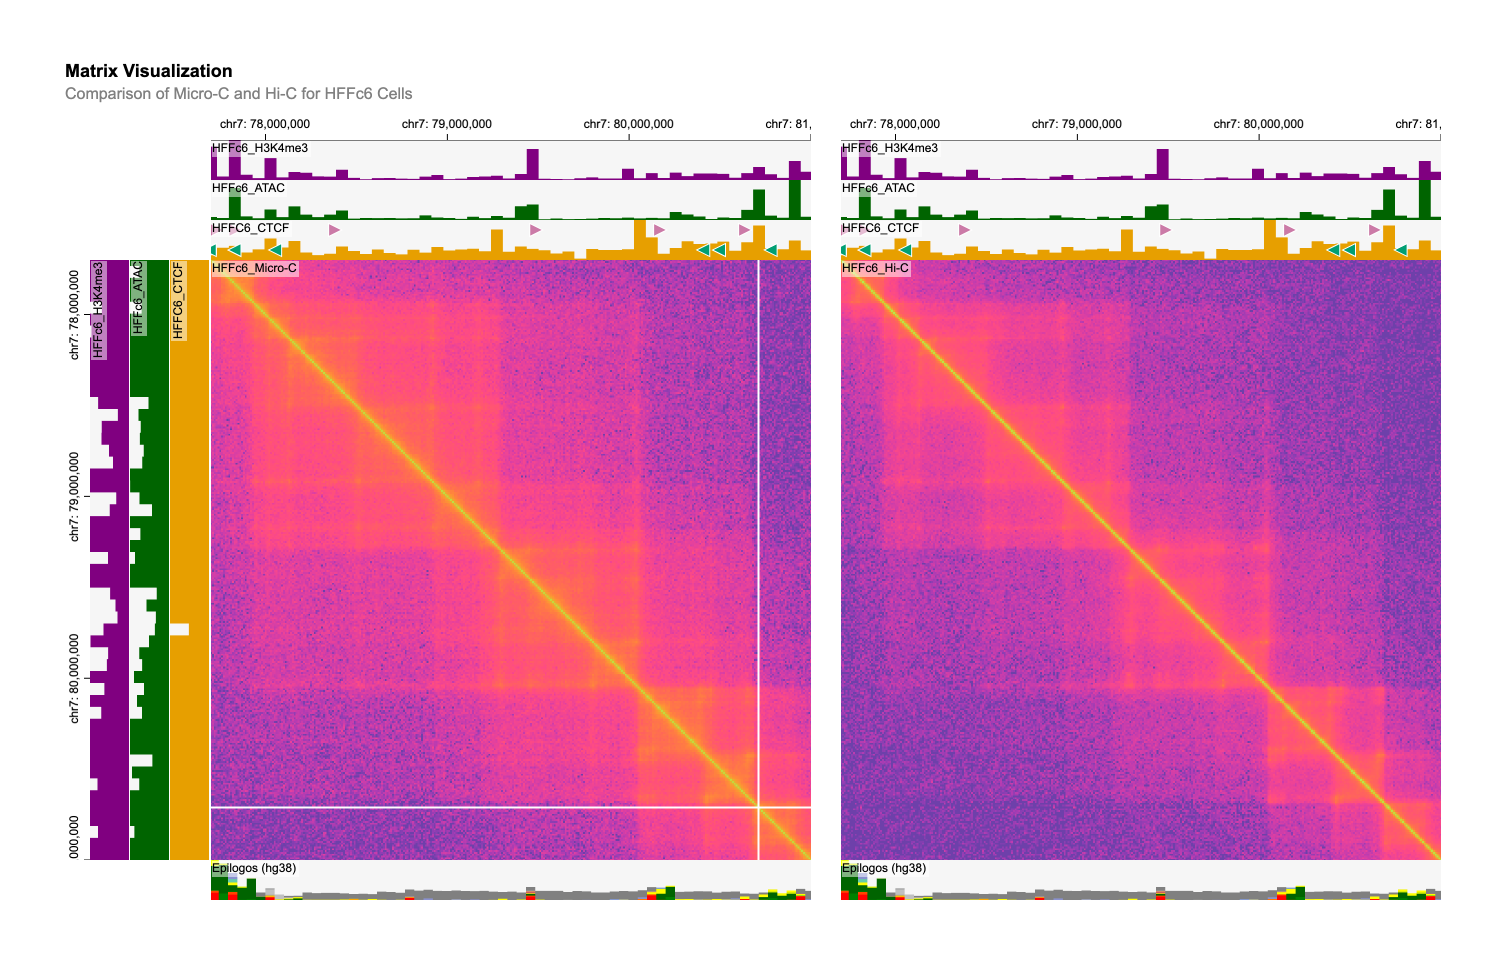 Matrix Visualization
Comparison of Micro-C and Hi-C for HFFc6 Cells
chr7: 78,000,000 chr7: 79,000,000 chr7: 80,000,000 chr7: 81,
chr7: 78,000,000 chr7: 79,000,000 chr7: 80,000,000 chr7: 81,
HFFc6_H3K4me3
HFFc6_H3K4me3
HFFc6_ATAC
HFFc6_ATAC
HFFC6_CTCF
HFFC6_CTCF
HFFc6_H3K4me3
HFFc6_ATAC
HFFC6_CTCF
chr7: 78,000,000
chr7: 79,000,000
chr7: 80,000,000
000,000
HFFc6_Micro-C
HFFc6_Hi-C
Epilogos (hg38)
Epilogos (hg38)